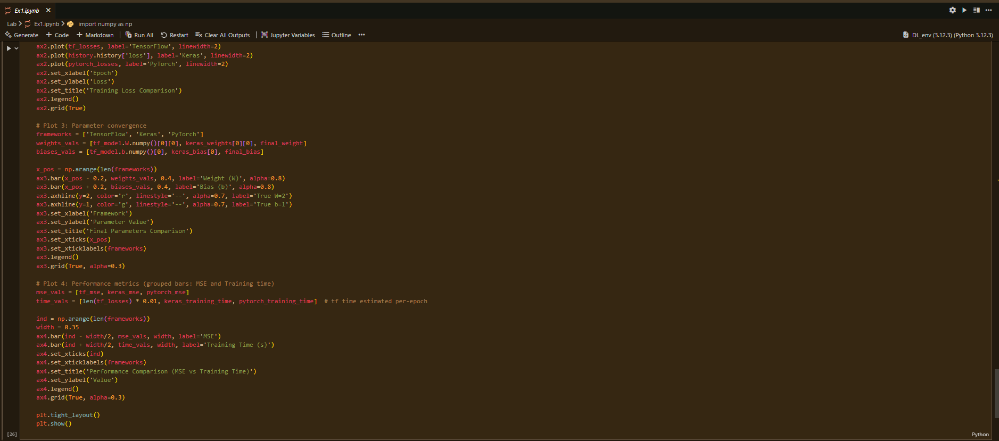 Ex1.ipynb
Lab > Ex1.ipynb > import numpy as np
Generate + Code + Markdown | Run All Restart Clear All Outputs | Jupyter Variables Outline ... DL_env (3.12.3) (Python 3.12.3)
ax2.plot(tf_losses, label='TensorFlow', linewidth=2)
ax2.plot(history.history['loss'], label='Keras', linewidth=2)
ax2.plot(pytorch_losses, label='PyTorch', linewidth=2)
ax2.set_xlabel('Epoch')
ax2.set_ylabel('Loss')
ax2.set_title('Training Loss Comparison')
ax2.legend()
ax2.grid(True)
# Plot 3: Parameter convergence
frameworks = ['TensorFlow', 'Keras', 'PyTorch']
weights_vals = [tf_model.W.numpy()[0][0], keras_weights[0][0], final_weight]
biases_vals = [tf_model.b.numpy()[0], keras_bias[0], final_bias]
x_pos = np.arange(len(frameworks))
ax3.bar(x_pos - 0.2, weights_vals, 0.4, label='Weight (W)', alpha=0.8)
ax3.bar(x_pos + 0.2, biases_vals, 0.4, label='Bias (b)', alpha=0.8)
ax3.axhline(y=2, color='r', linestyle='--', alpha=0.7, label='True W=2')
ax3.axhline(y=1, color='g', linestyle='--', alpha=0.7, label='True b=1')
ax3.set_xlabel('Framework')
ax3.set_ylabel('Parameter Value')
ax3.set_title('Final Parameters Comparison')
ax3.set_xticks(x_pos)
ax3.set_xticklabels(frameworks)
ax3.legend()
ax3.grid(True, alpha=0.3)
# Plot 4: Performance metrics (grouped bars: MSE and Training time)
mse_vals = [tf_mse, keras_mse, pytorch_mse]
time_vals = [len(tf_losses) * 0.01, keras_training_time, pytorch_training_time]  # tf time estimated per-epoch
ind = np.arange(len(frameworks))
width = 0.35
ax4.bar(ind - width/2, mse_vals, width, label='MSE')
ax4.bar(ind + width/2, time_vals, width, label='Training Time (s)')
ax4.set_xticks(ind)
ax4.set_xticklabels(frameworks)
ax4.set_title('Performance Comparison (MSE vs Training Time)')
ax4.set_ylabel('Value')
ax4.legend()
ax4.grid(True, alpha=0.3)
plt.tight_layout()
plt.show()
[26] Python